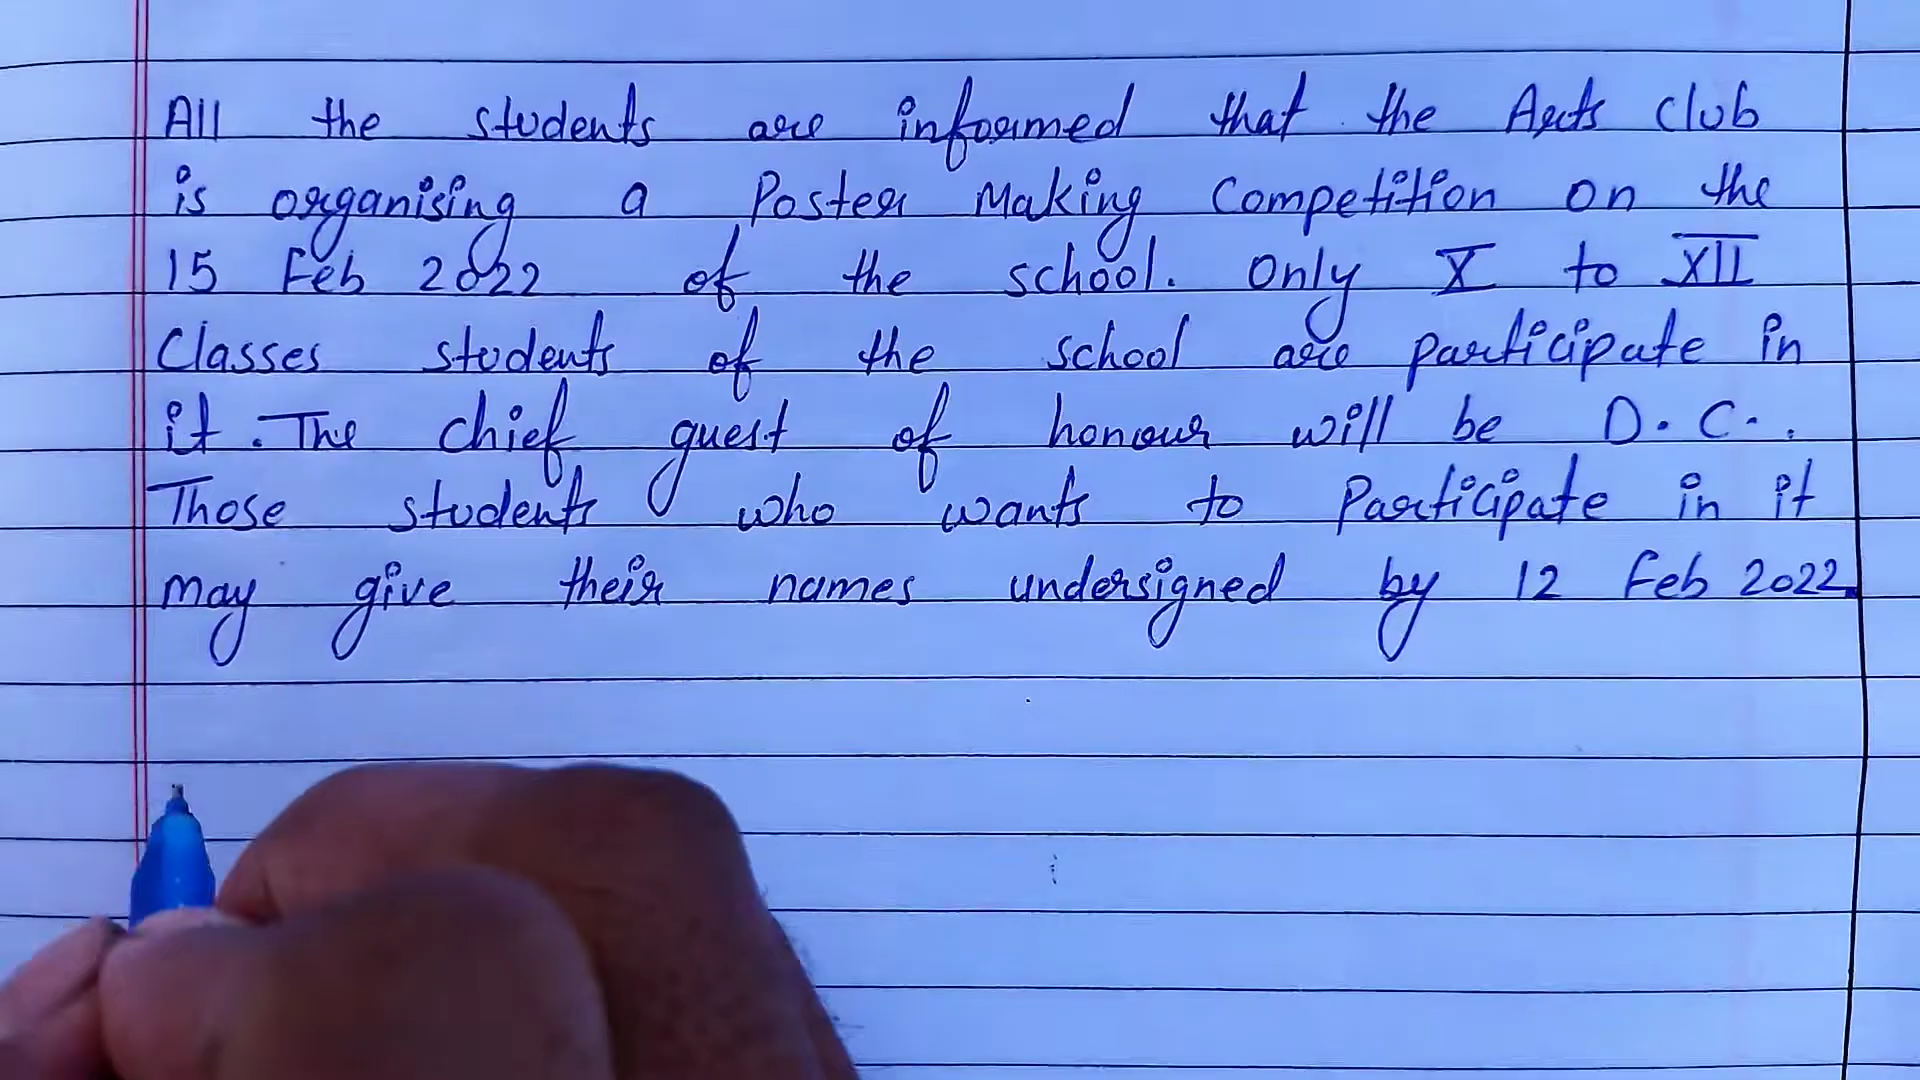 All the students are informed that the Arts Club
is organising a Poster Making Competition on the
15 Feb 2022 of the school. Only X to XII
Classes students of the school are participate in
it. The chief guest of honour will be D.C..
Those students who wants to Participate in it
may give their names undersigned by 12 Feb 2022.